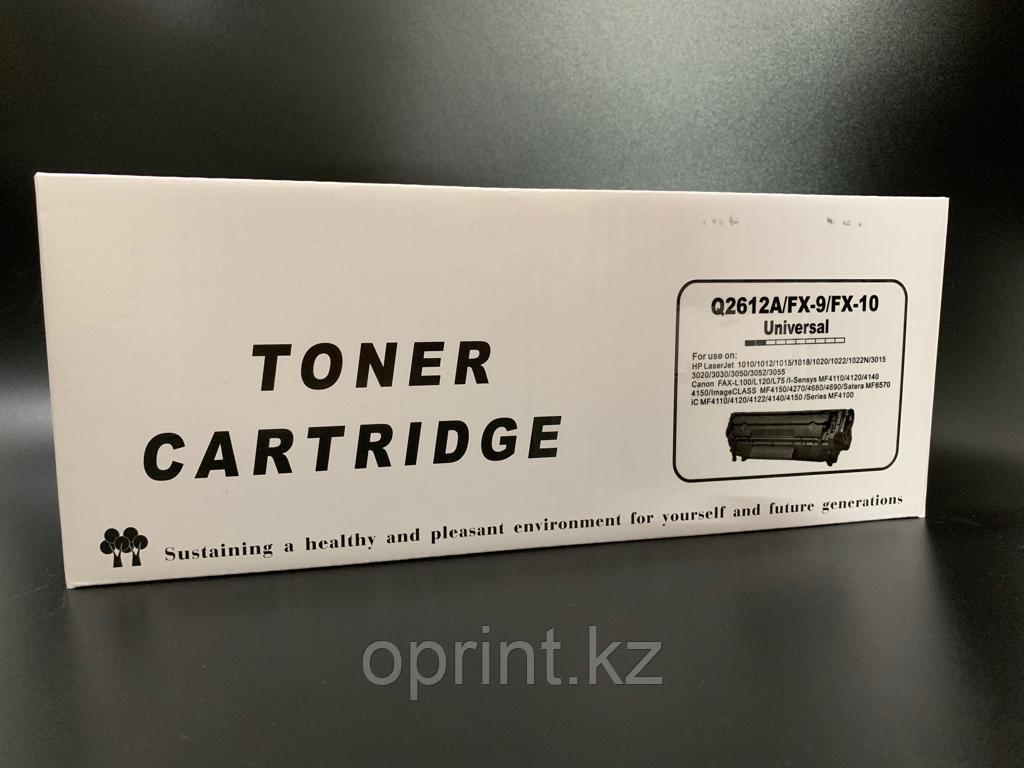 TONER
CARTRIDGE
Q2612A/FX-9/FX-10
Universal
For use on:
HP LaserJet 1010/1012/1015/1018/1020/1022/1022N/3015
3020/3030/3050/3052/3055
Canon FAX-L100/L120/L75 /I-Sensys MF4110/4120/4140
4150/ImageCLASS MF4150/4270/4680/4690/Satera MF6570
iC MF4110/4120/4122/4140/4150 /Series MF4100
Sustaining a healthy and pleasant environment for yourself and future generations
oprint.kz